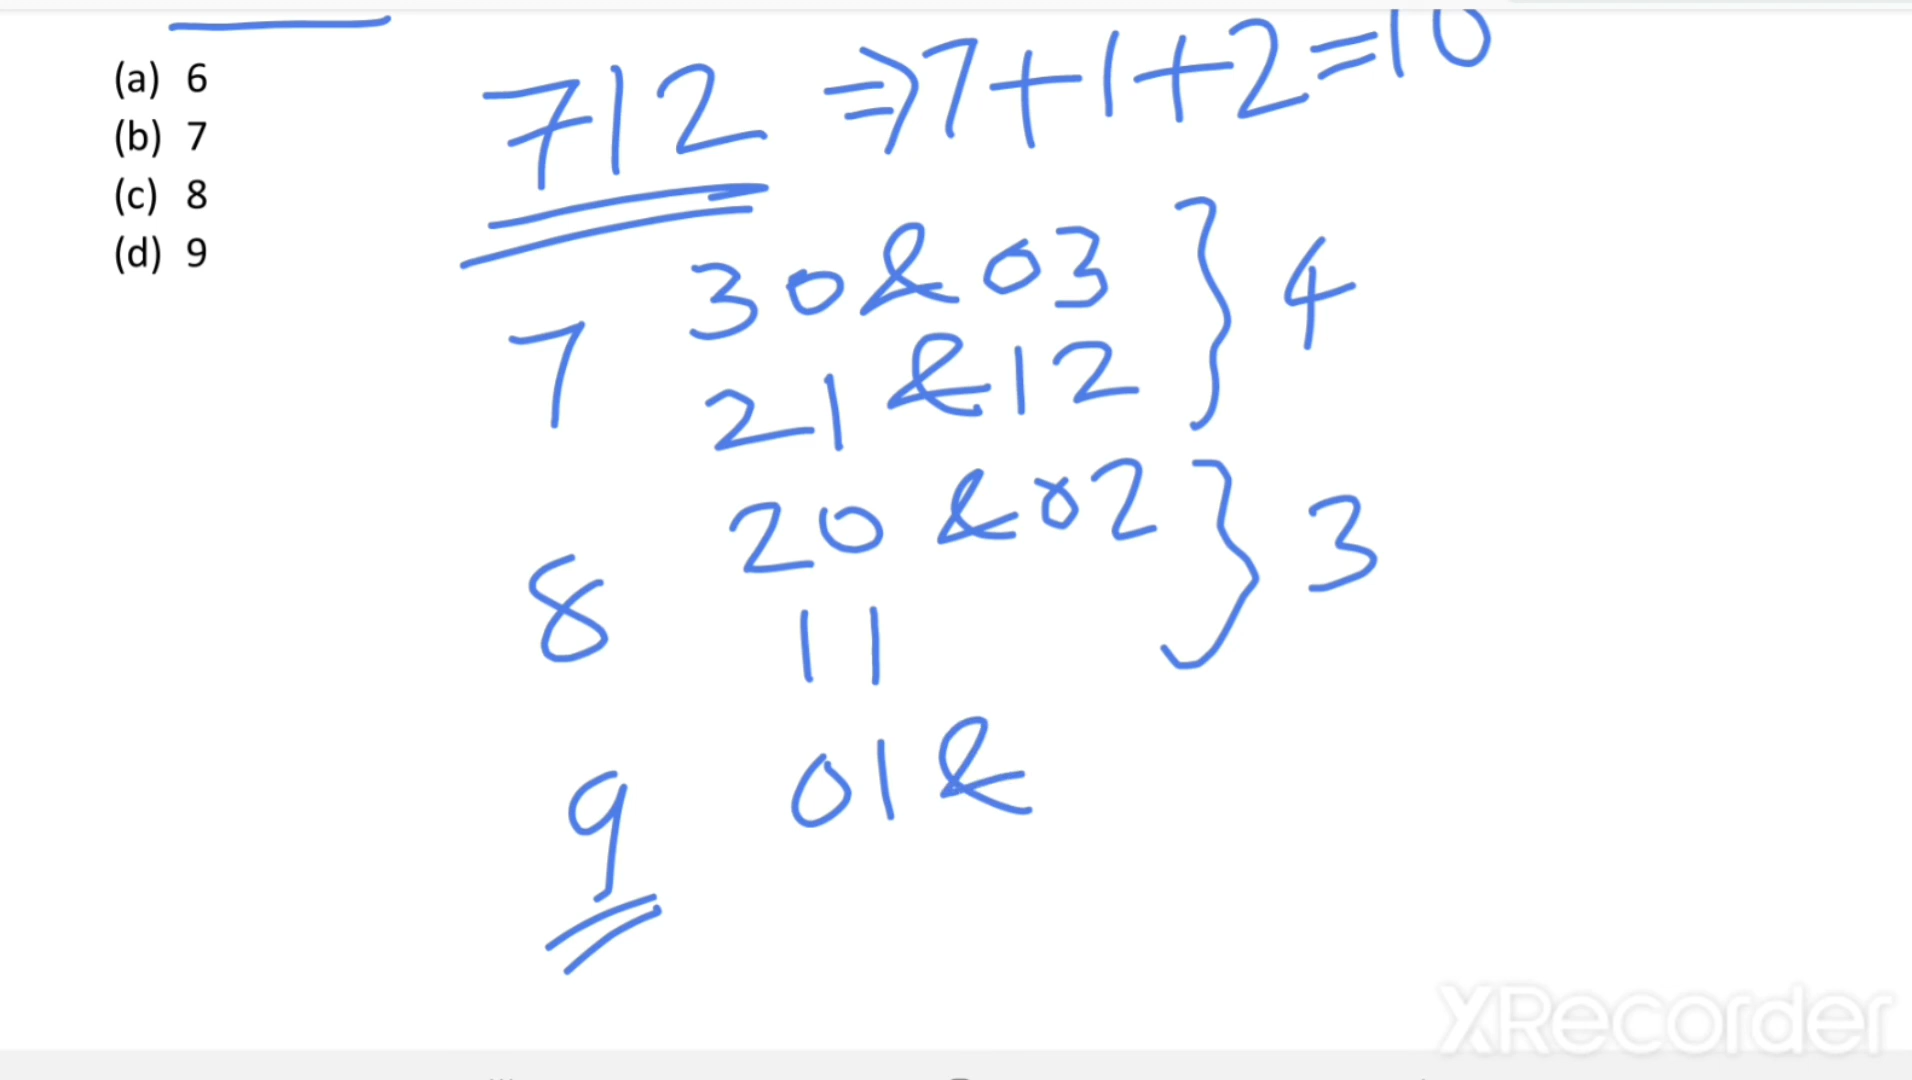 (a) 6
(b) 7
(c) 8
(d) 9
712 ⇒ 7+1+2=10
7 30 & 03 } 4
21 & 12
8 20 & 02 } 3
11
9 01 &
XRecorder